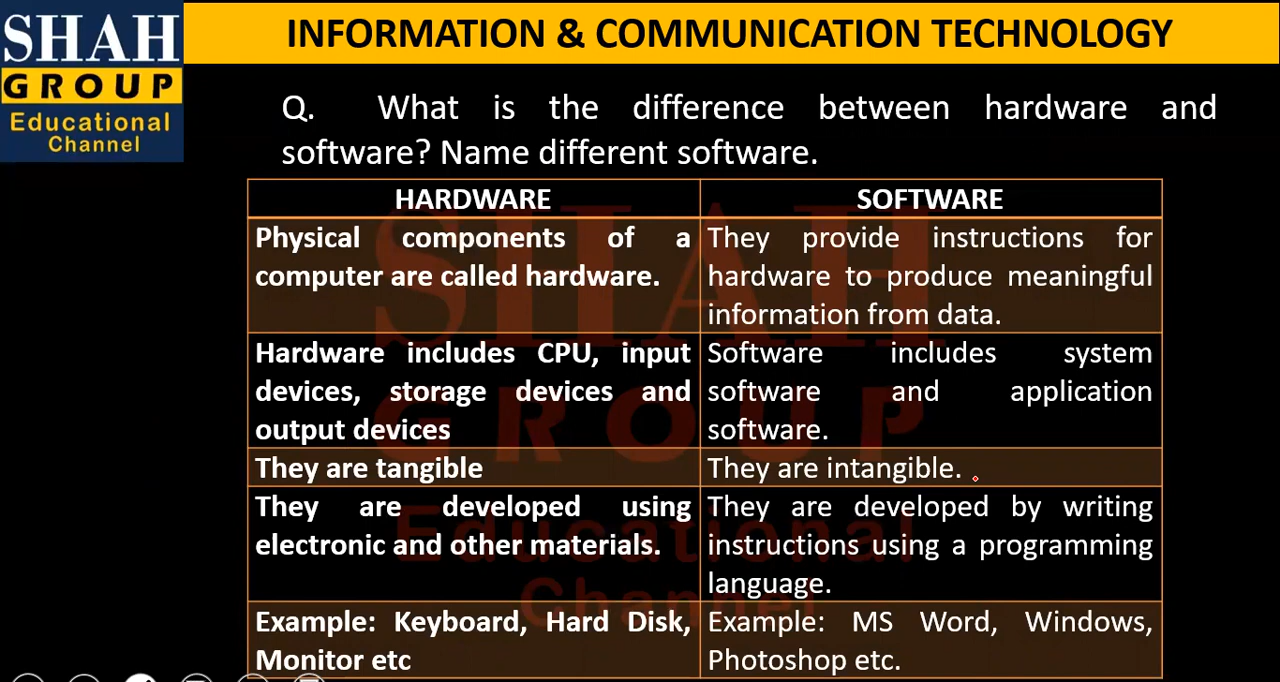 SHAH
GROUP
Educational
Channel
INFORMATION & COMMUNICATION TECHNOLOGY
Q. What is the difference between hardware and
software? Name different software.
HARDWARE
SOFTWARE
Physical components of a
computer are called hardware.
They provide instructions for
hardware to produce meaningful
information from data.
Hardware includes CPU, input
devices, storage devices and
output devices
Software includes system
software and application
software.
They are tangible
They are intangible.
They are developed using
electronic and other materials.
They are developed by writing
instructions using a programming
language.
Example: Keyboard, Hard Disk,
Monitor etc
Example: MS Word, Windows,
Photoshop etc.
SHAH
GROUP
Educational
Channel